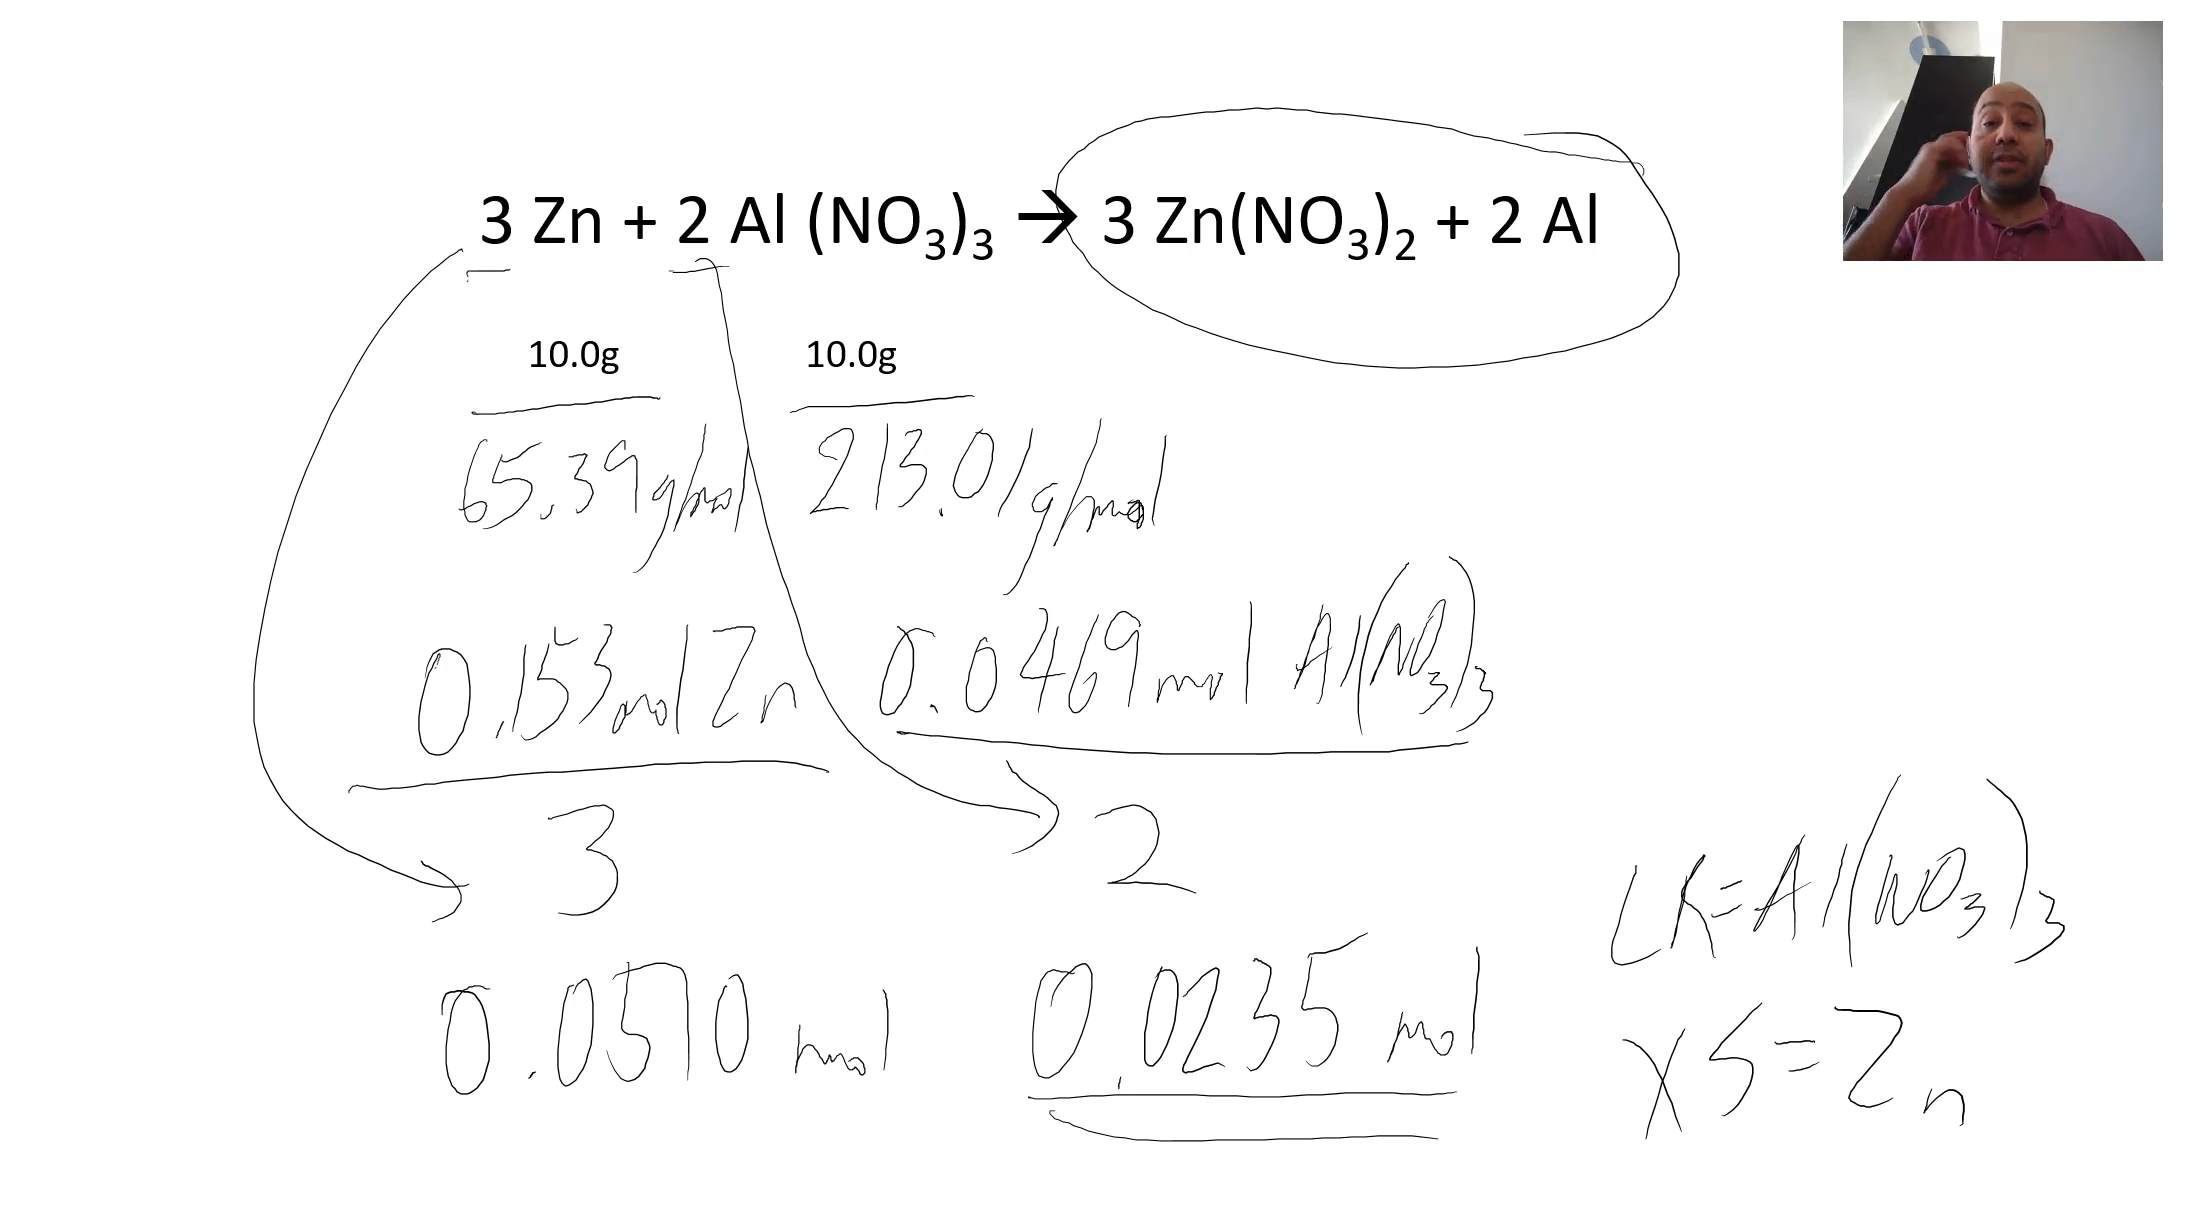 3 Zn + 2 Al (NO₃)₃ → 3 Zn(NO₃)₂ + 2 Al
10.0g 10.0g
65.39g/mol 213.01g/mol
0.153mol Zn 0.0469mol Al(NO₃)₃
3 2
LR=Al(NO₃)₃
0.0510 mol 0.0235 mol
XS=Zn